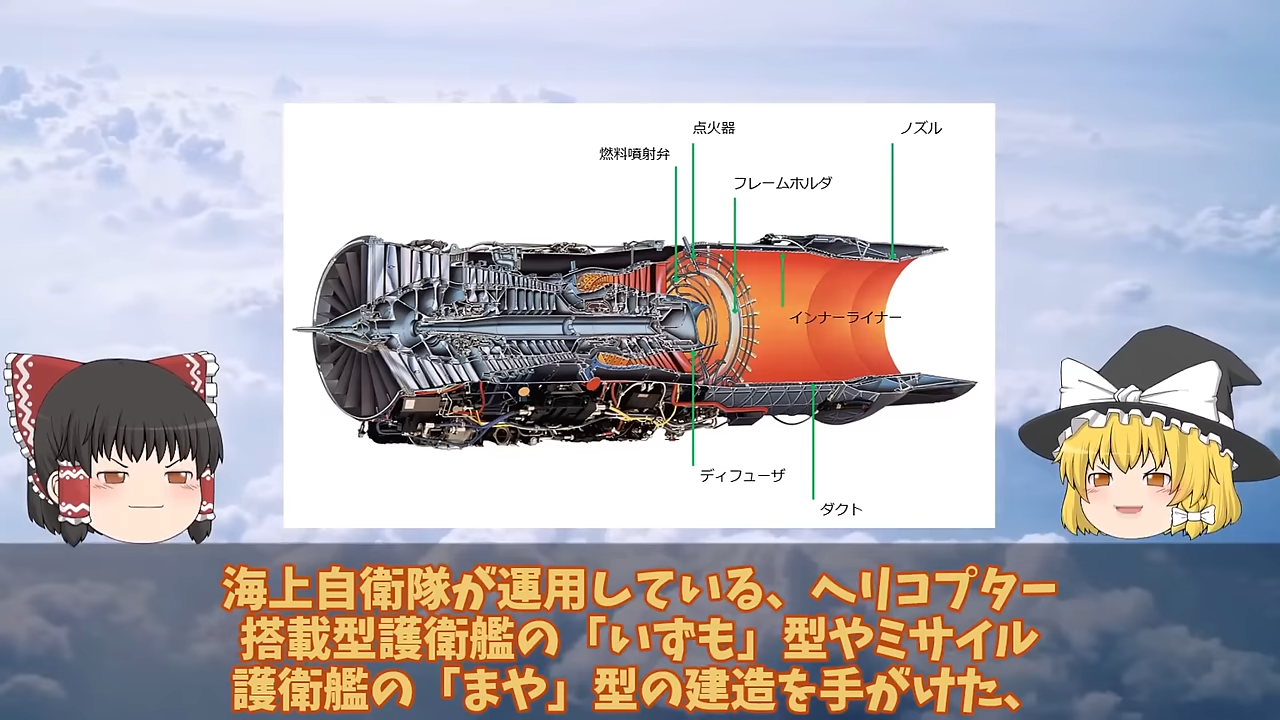 点火器
ノズル
燃料噴射弁
フレームホルダ
インナーライナー
ディフューザ
ダクト
海上自衛隊が運用している、ヘリコプター
搭載型護衛艦の「いずも」型やミサイル
護衛艦の「まや」型の建造を手がけた、